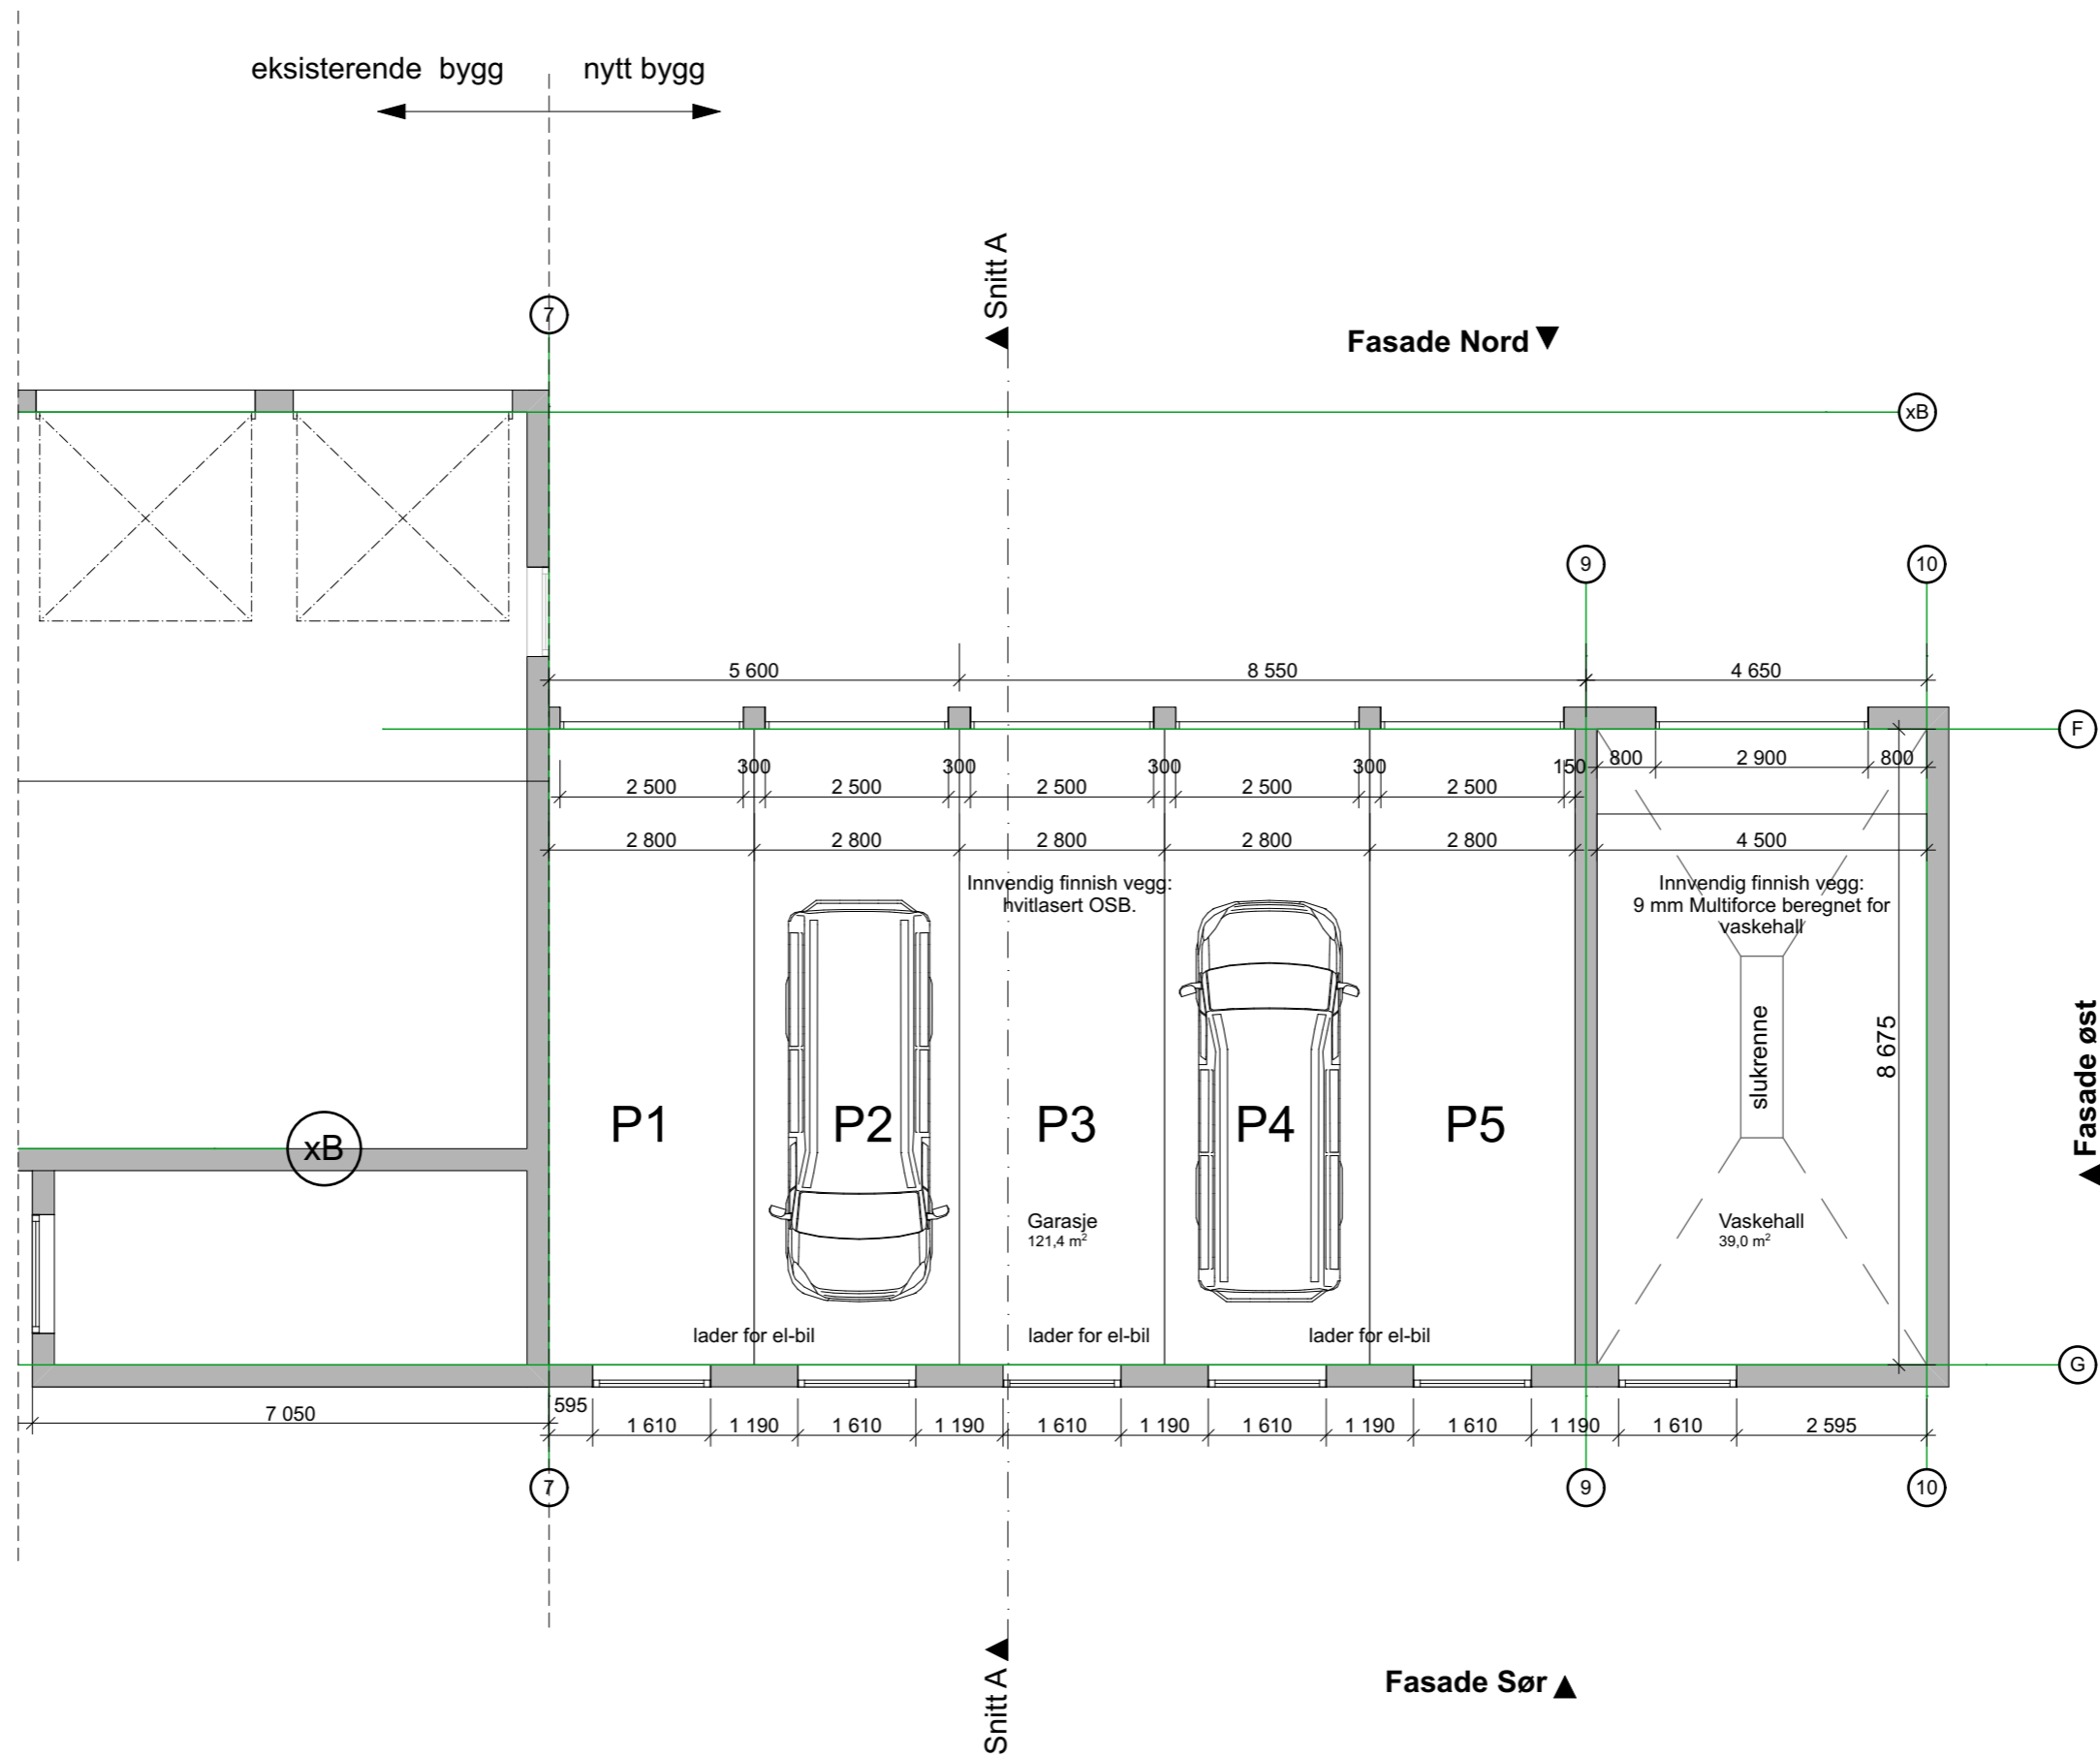 eksisterende bygg
nytt bygg
Snitt A
7
Fasade Nord
xB
9
10
5 600
8 550
4 650
F
300
300
300
300
150
800
2 900
800
2 500
2 500
2 500
2 500
2 500
2 800
2 800
2 800
2 800
2 800
4 500
Innvendig finnish vegg:
hvitlasert OSB.
Innvendig finnish vegg:
9 mm Multiforce beregnet for
vaskehall
slukrenne
8 675
Fasade øst
P1
P2
P3
P4
P5
xB
Garasje
121,4 m²
Vaskehall
39,0 m²
lader for el-bil
lader for el-bil
lader for el-bil
G
7 050
595
1 610
1 190
1 610
1 190
1 610
1 190
1 610
1 190
1 610
1 190
1 610
2 595
7
9
10
Snitt A
Fasade Sør